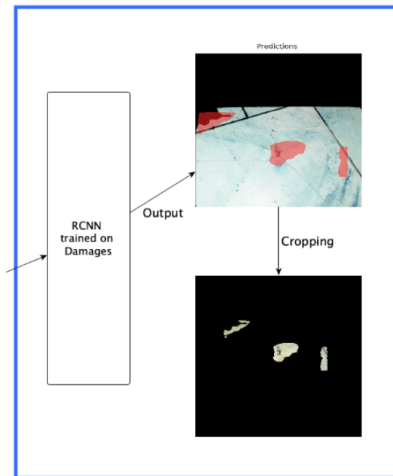 Predictions
RCNN
trained on
Damages
Output
Cropping